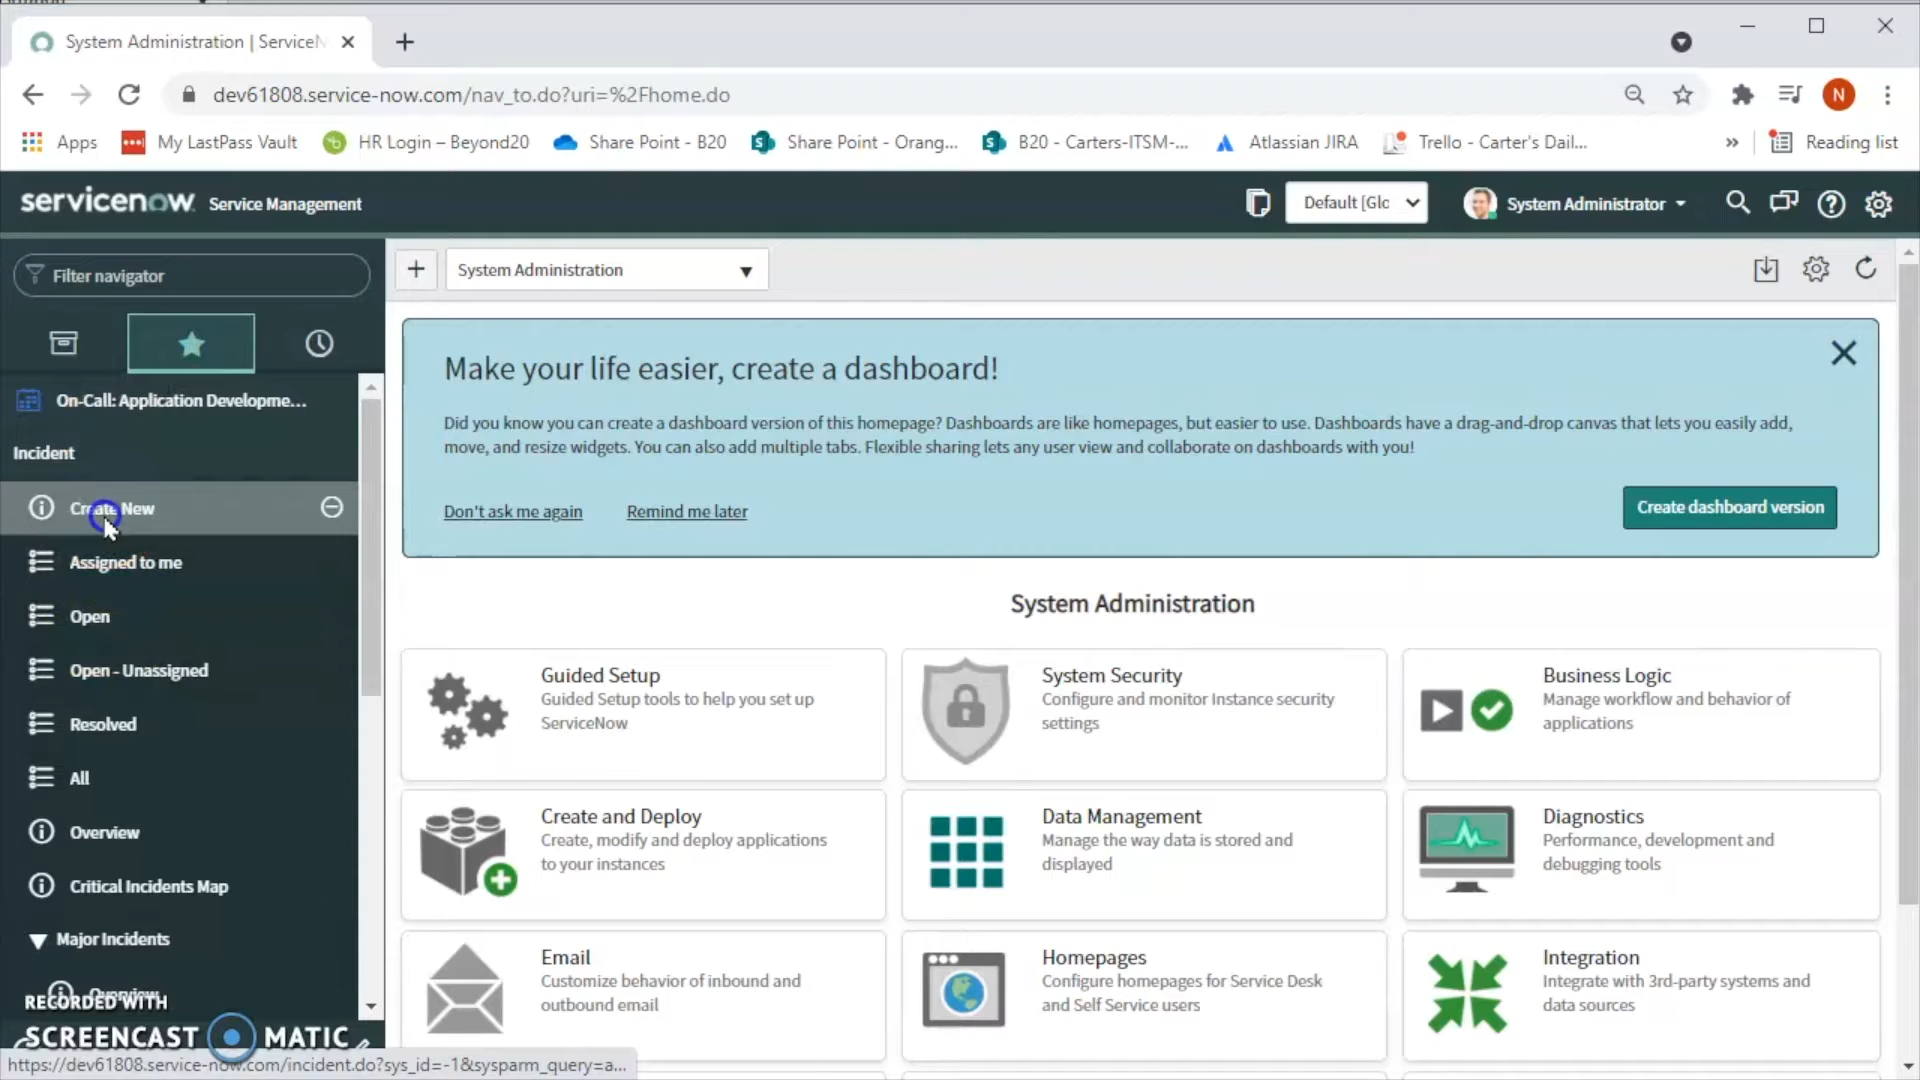 System Administration | ServiceN
dev61808.service-now.com/nav_to.do?uri=%2Fhome.do
N
Apps
My LastPass Vault
HR Login – Beyond20
Share Point - B20
Share Point - Orang...
B20 - Carters-ITSM-...
Atlassian JIRA
Trello - Carter's Dail...
»
Reading list
servicenow Service Management
Default [Glc
System Administrator
Filter navigator
System Administration
On-Call: Application Developme...
Incident
Create New
Assigned to me
Open
Open - Unassigned
Resolved
All
Overview
Critical Incidents Map
Major Incidents
Overview
RECORDED WITH
SCREENCAST MATIC
https://dev61808.service-now.com/incident.do?sys_id=-1&sysparm_query=a...
Make your life easier, create a dashboard!
Did you know you can create a dashboard version of this homepage? Dashboards are like homepages, but easier to use. Dashboards have a drag-and-drop canvas that lets you easily add,
move, and resize widgets. You can also add multiple tabs. Flexible sharing lets any user view and collaborate on dashboards with you!
Don't ask me again
Remind me later
Create dashboard version
System Administration
Guided Setup
Guided Setup tools to help you set up
ServiceNow
System Security
Configure and monitor Instance security
settings
Business Logic
Manage workflow and behavior of
applications
Create and Deploy
Create, modify and deploy applications
to your instances
Data Management
Manage the way data is stored and
displayed
Diagnostics
Performance, development and
debugging tools
Email
Customize behavior of inbound and
outbound email
Homepages
Configure homepages for Service Desk
and Self Service users
Integration
Integrate with 3rd-party systems and
data sources